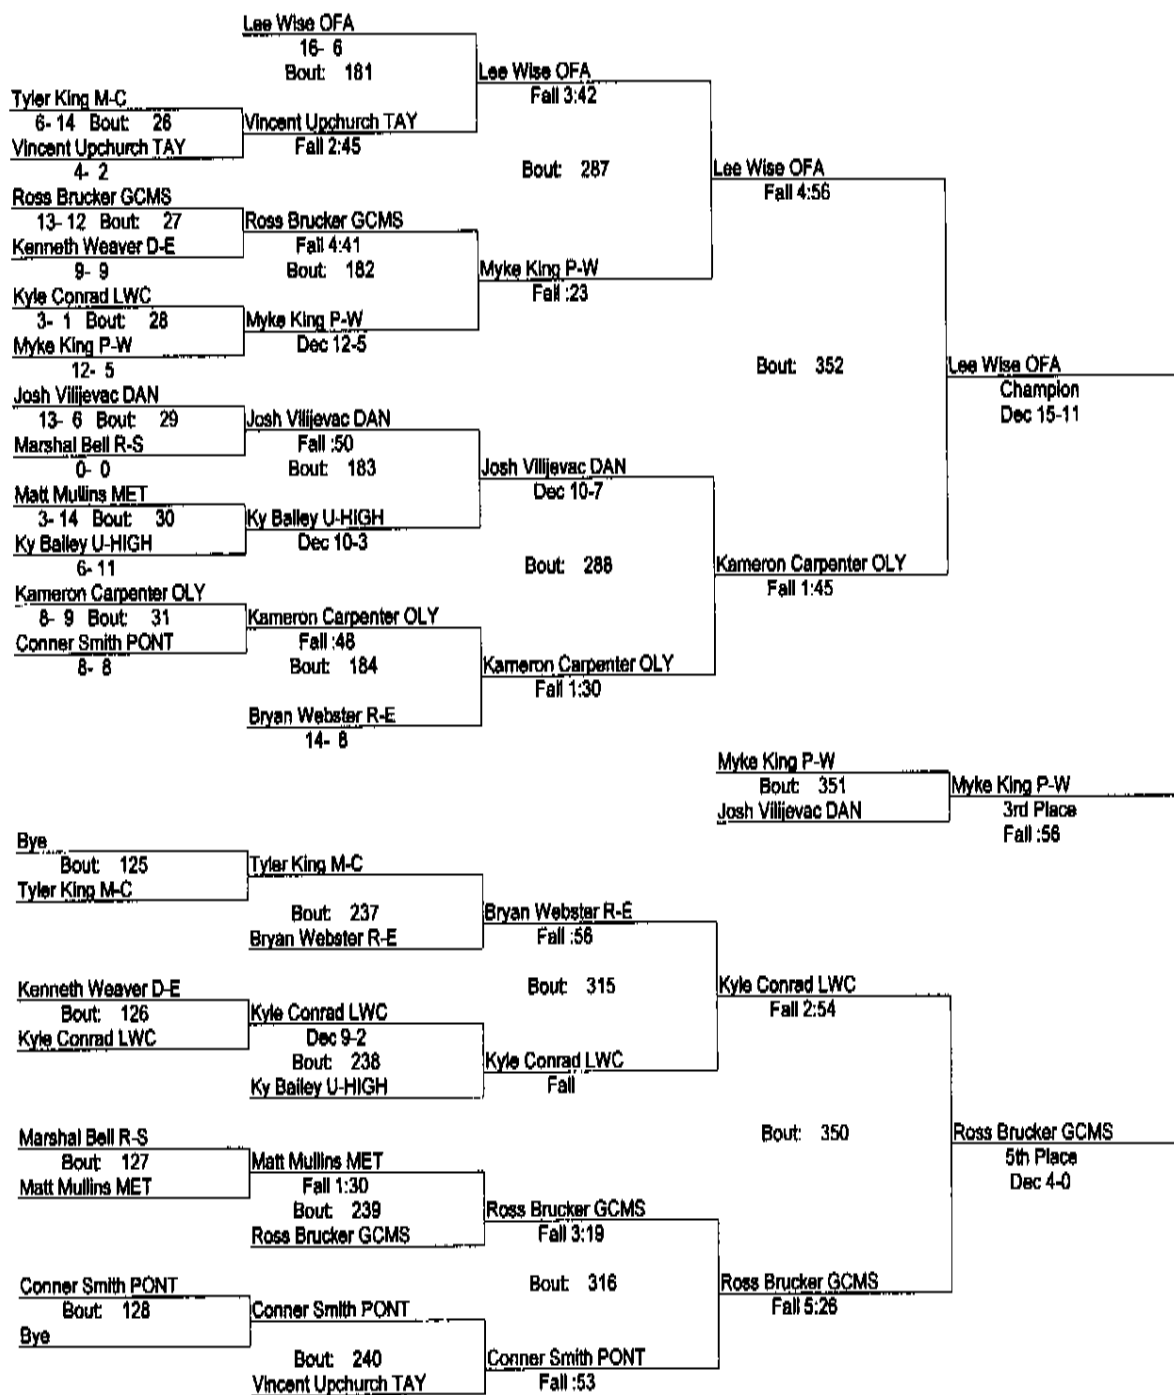 Lee Wise OFA
16- 6
Bout: 181
Lee Wise OFA
Fall 3:42
Tyler King M-C
6- 14 Bout: 26
Vincent Upchurch TAY
Fall 2:45
Vincent Upchurch TAY
4- 2
Bout: 287
Lee Wise OFA
Fall 4:56
Ross Brucker GCMS
13- 12 Bout: 27
Ross Brucker GCMS
Fall 4:41
Kenneth Weaver D-E
9- 9
Bout: 182
Myke King P-W
Fall :23
Kyle Conrad LWC
3- 1 Bout: 28
Myke King P-W
Dec 12-5
Myke King P-W
12- 5
Bout: 352
Lee Wise OFA
Champion
Dec 15-11
Josh Vilijevac DAN
13- 6 Bout: 29
Josh Vilijevac DAN
Fall :50
Marshal Bell R-S
0- 0
Bout: 183
Josh Vilijevac DAN
Dec 10-7
Matt Mullins MET
3- 14 Bout: 30
Ky Bailey U-HIGH
Dec 10-3
Ky Bailey U-HIGH
6- 11
Bout: 288
Kameron Carpenter OLY
Fall 1:45
Kameron Carpenter OLY
8- 9 Bout: 31
Kameron Carpenter OLY
Fall :48
Conner Smith PONT
8- 8
Bout: 184
Kameron Carpenter OLY
Fall 1:30
Bryan Webster R-E
14- 8
Myke King P-W
Bout: 351
Josh Vilijevac DAN
Myke King P-W
3rd Place
Fall :56
Bye
Bout: 125
Tyler King M-C
Tyler King M-C
Bout: 237
Bryan Webster R-E
Bryan Webster R-E
Fall :56
Kenneth Weaver D-E
Bout: 126
Kyle Conrad LWC
Kyle Conrad LWC
Dec 9-2
Bout: 238
Ky Bailey U-HIGH
Bout: 315
Kyle Conrad LWC
Fall 2:54
Kyle Conrad LWC
Fall
Marshal Bell R-S
Bout: 127
Matt Mullins MET
Matt Mullins MET
Fall 1:30
Bout: 239
Ross Brucker GCMS
Bout: 350
Ross Brucker GCMS
5th Place
Dec 4-0
Ross Brucker GCMS
Fall 3:19
Conner Smith PONT
Bout: 128
Bye
Conner Smith PONT
Bout: 240
Vincent Upchurch TAY
Bout: 316
Ross Brucker GCMS
Fall 5:26
Conner Smith PONT
Fall :53